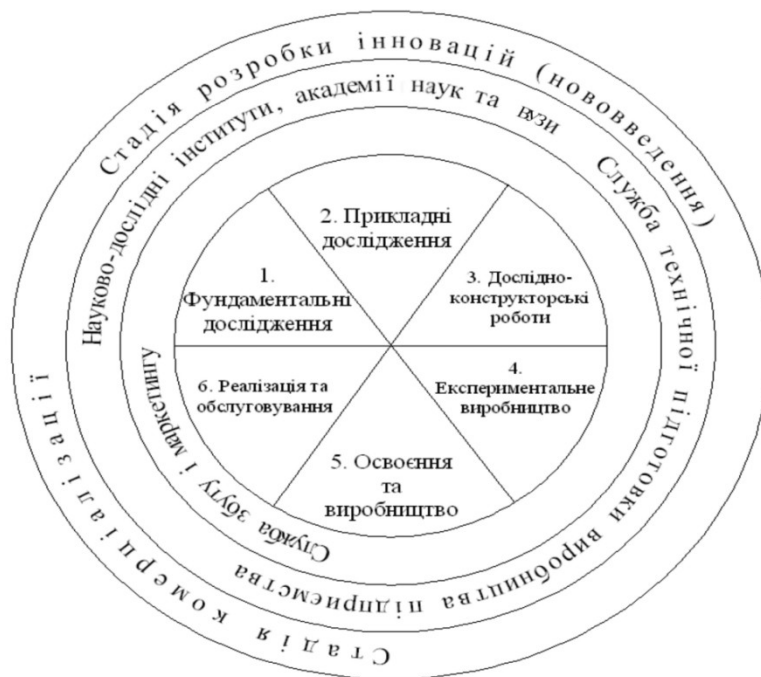 Стадія розробки інновацій (нововведення)
Науково-дослідні інститути, академії наук та вузи
Служба технічної підготовки виробництва підприємства
2. Прикладні
дослідження
1.
Фундаментальні
дослідження
3. Дослідно-
конструкторські
роботи
6. Реалізація та
обслуговування
4.
Експериментальне
виробництво
5. Освоєння
та
виробництво
Служба збуту і маркетингу
Стадія комерціалізації